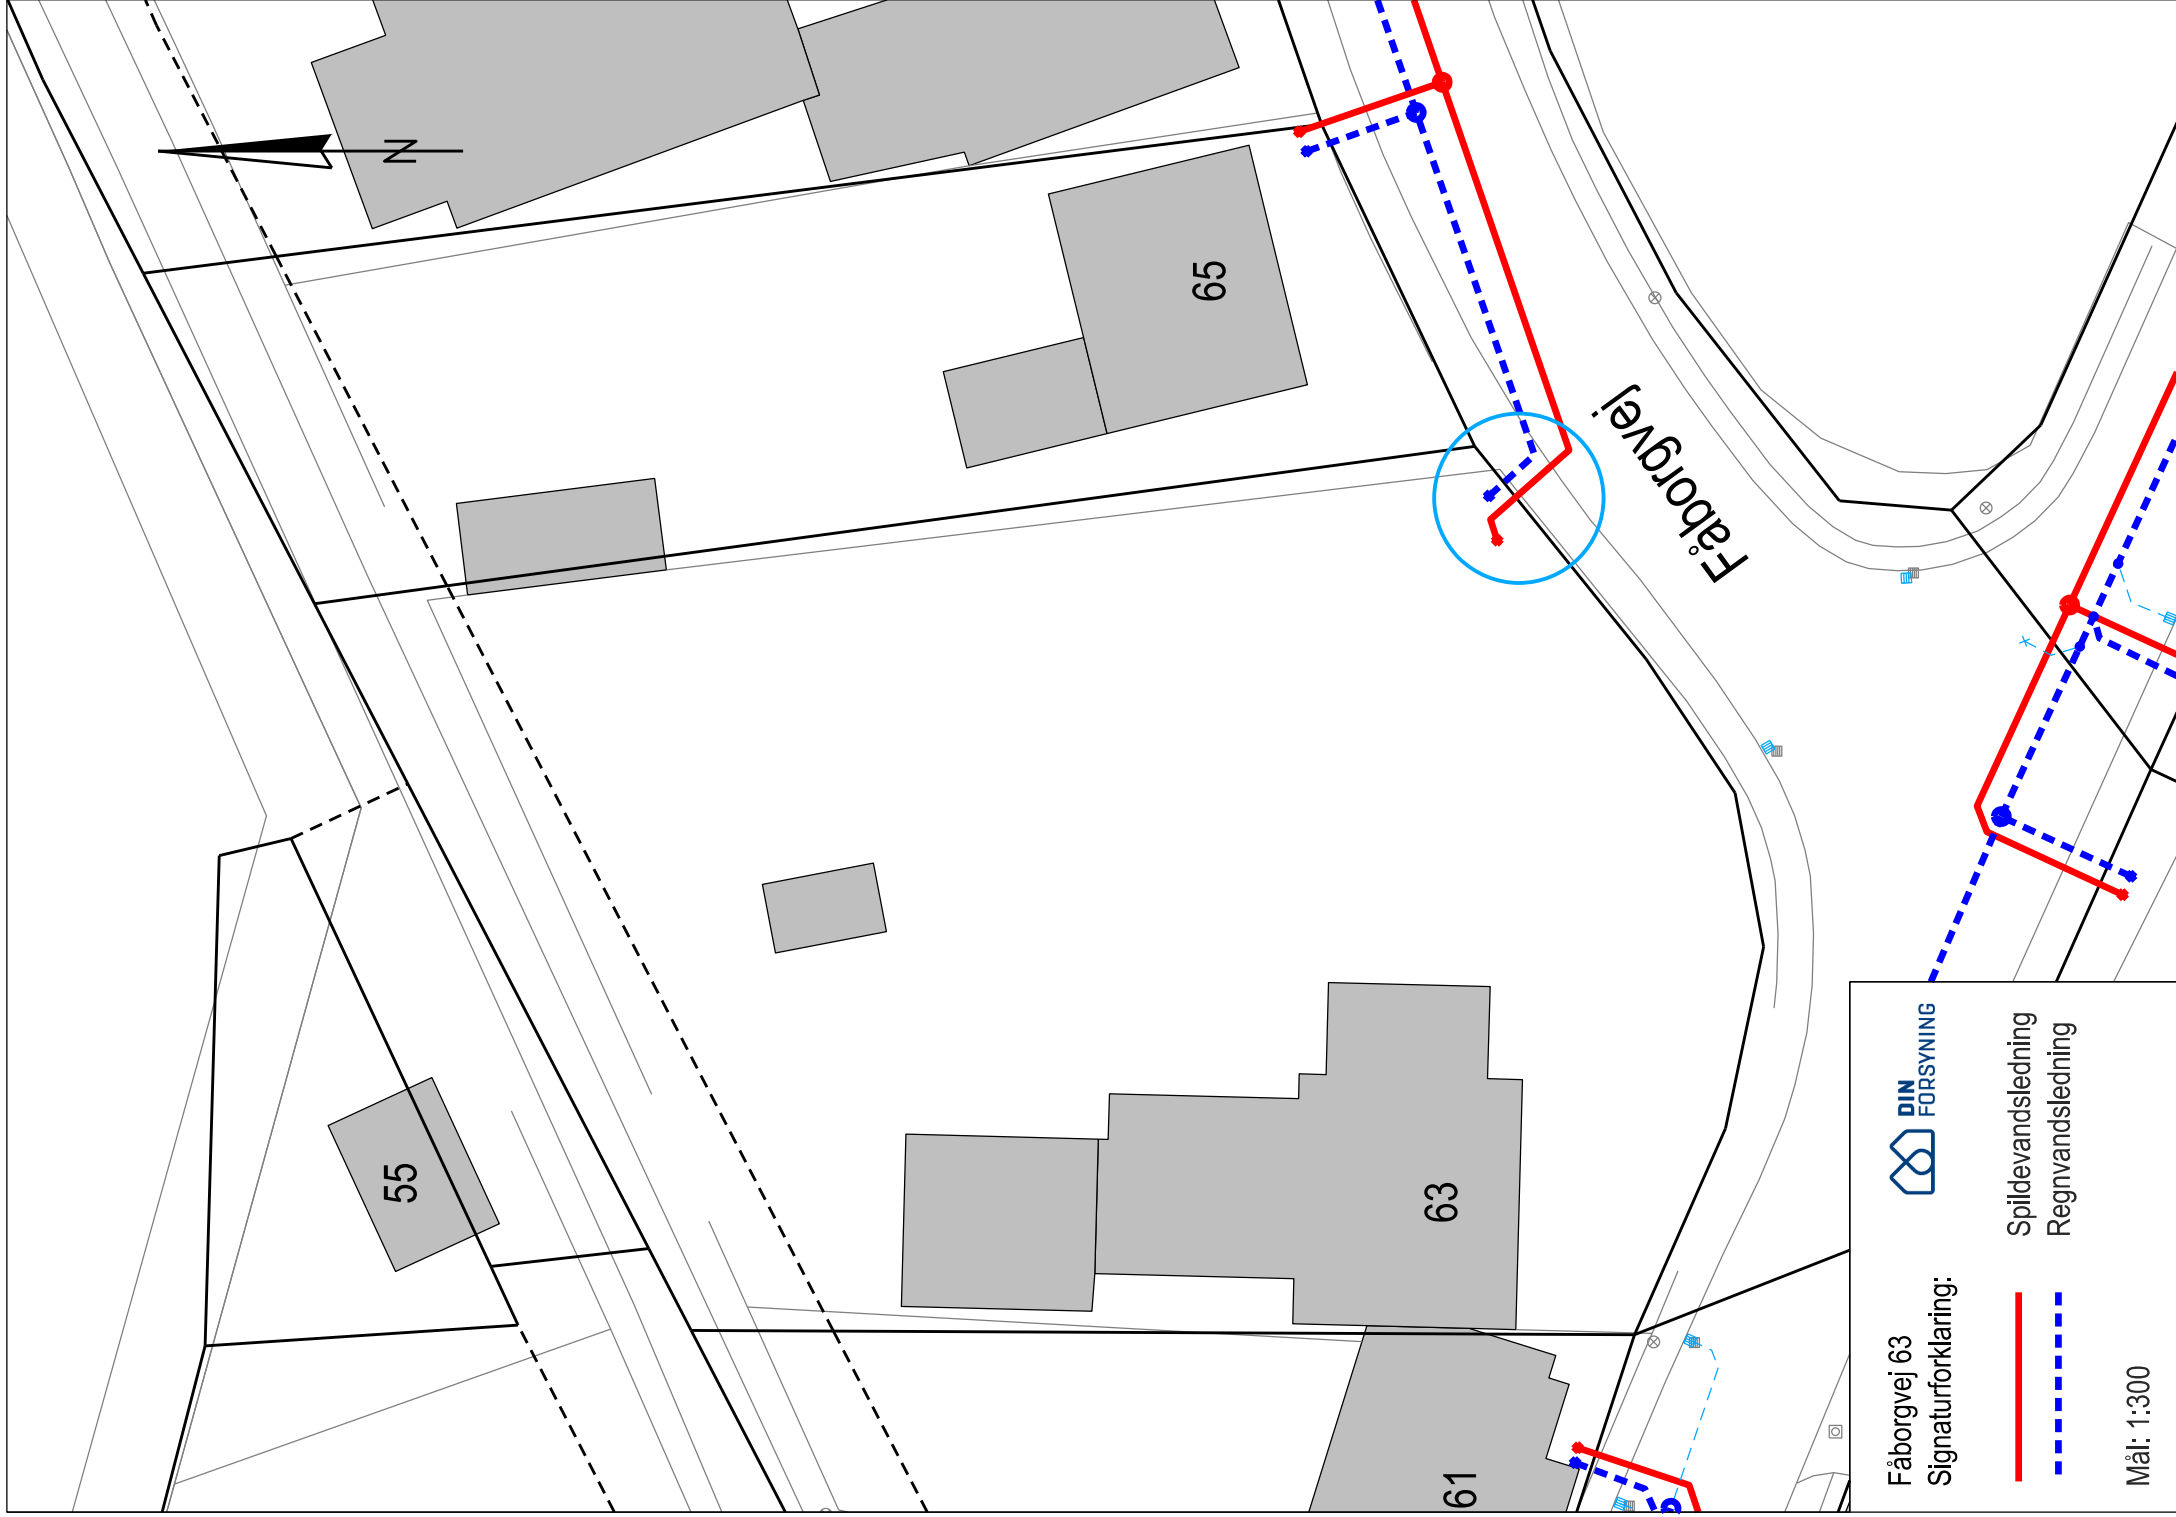 N
65
Fåborgvej
55
63
61
DIN
FORSYNING
Fåborgvej 63
Signaturforklaring:
Spildevandsledning
Regnvandsledning
Mål: 1:300